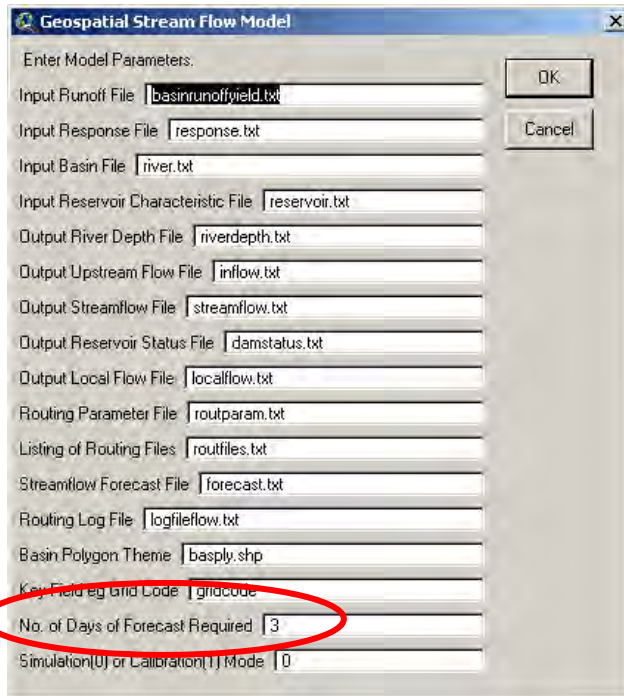 Geospatial Stream Flow Model
Enter Model Parameters.
OK
Cancel
Input Runoff File basinrunoffyield.txt
Input Response File response.txt
Input Basin File river.txt
Input Reservoir Characteristic File reservoir.txt
Output River Depth File riverdepth.txt
Output Upstream Flow File inflow.txt
Output Streamflow File streamflow.txt
Output Reservoir Status File damstatus.txt
Output Local Flow File localflow.txt
Routing Parameter File routparam.txt
Listing of Routing Files routfiles.txt
Streamflow Forecast File forecast.txt
Routing Log File logfileflow.txt
Basin Polygon Theme basply.shp
Key Field eg Grid Code gridcode
No. of Days of Forecast Required 3
Simulation(0) or Calibration(1) Mode 0